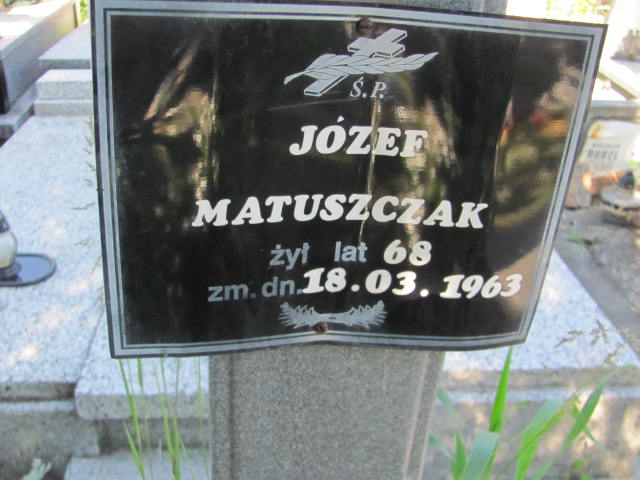 Ś.P.
JÓZEF
MATUSZCZAK
żył lat 68
zm. dn. 18.03.1963